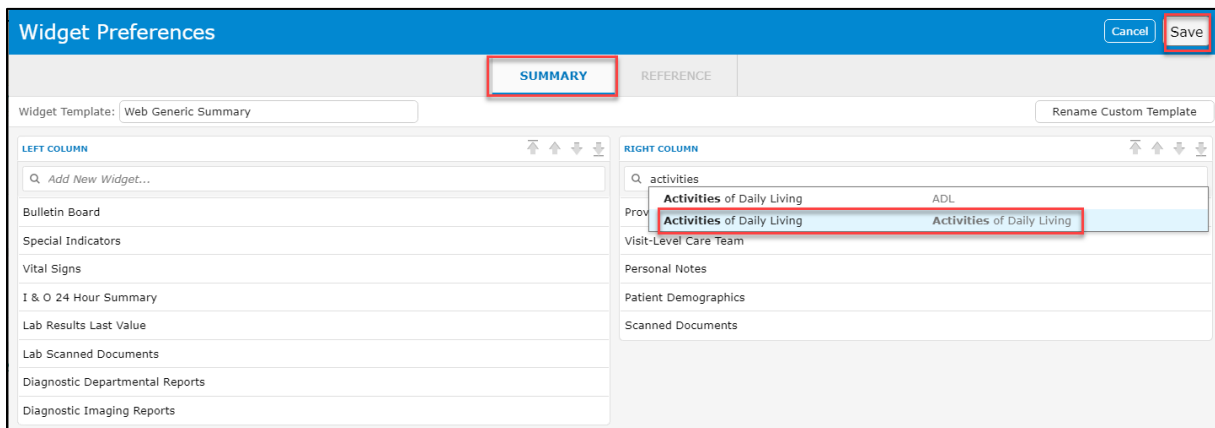 Widget Preferences
Cancel
Save
SUMMARY
REFERENCE
Widget Template: Web Generic Summary
Rename Custom Template
LEFT COLUMN
Add New Widget...
Bulletin Board
Special Indicators
Vital Signs
I & O 24 Hour Summary
Lab Results Last Value
Lab Scanned Documents
Diagnostic Departmental Reports
Diagnostic Imaging Reports
RIGHT COLUMN
activities
Activities of Daily Living ADL
Prov
Activities of Daily Living Activities of Daily Living
Visit-Level Care Team
Personal Notes
Patient Demographics
Scanned Documents